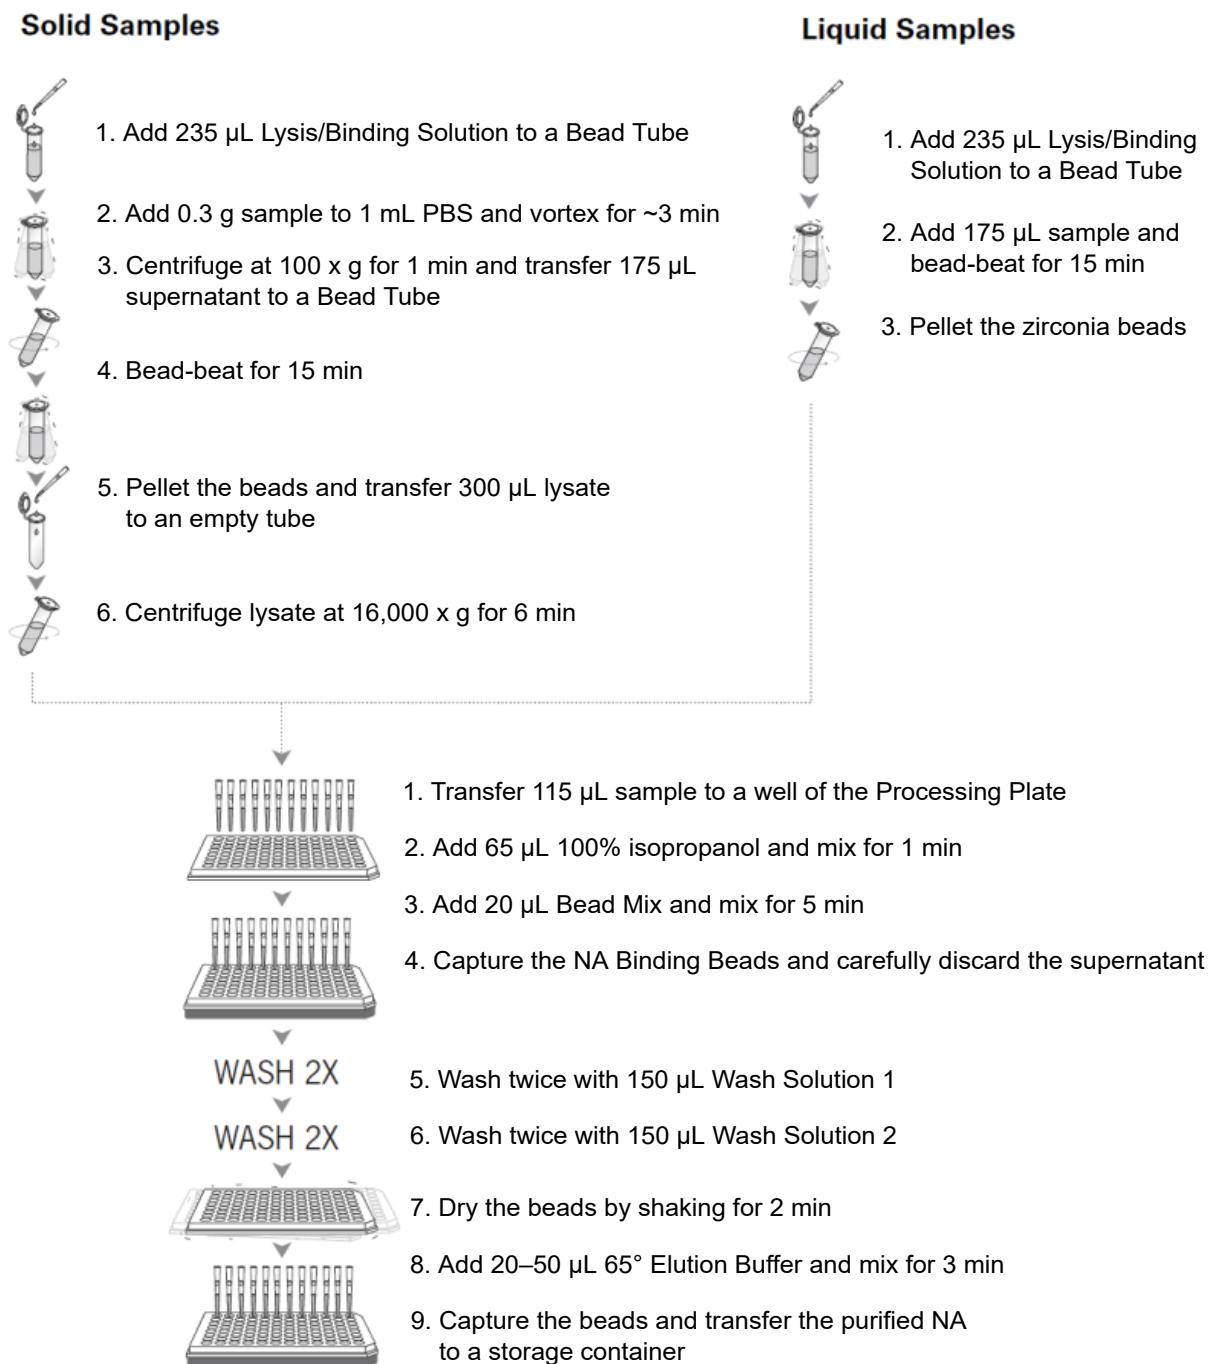 Solid Samples
1. Add 235 µL Lysis/Binding Solution to a Bead Tube
2. Add 0.3 g sample to 1 mL PBS and vortex for ~3 min
3. Centrifuge at 100 x g for 1 min and transfer 175 µL
supernatant to a Bead Tube
4. Bead-beat for 15 min
5. Pellet the beads and transfer 300 µL lysate
to an empty tube
6. Centrifuge lysate at 16,000 x g for 6 min
Liquid Samples
1. Add 235 µL Lysis/Binding
Solution to a Bead Tube
2. Add 175 µL sample and
bead-beat for 15 min
3. Pellet the zirconia beads
1. Transfer 115 µL sample to a well of the Processing Plate
2. Add 65 µL 100% isopropanol and mix for 1 min
3. Add 20 µL Bead Mix and mix for 5 min
4. Capture the NA Binding Beads and carefully discard the supernatant
WASH 2X
5. Wash twice with 150 µL Wash Solution 1
WASH 2X
6. Wash twice with 150 µL Wash Solution 2
7. Dry the beads by shaking for 2 min
8. Add 20–50 µL 65° Elution Buffer and mix for 3 min
9. Capture the beads and transfer the purified NA
to a storage container